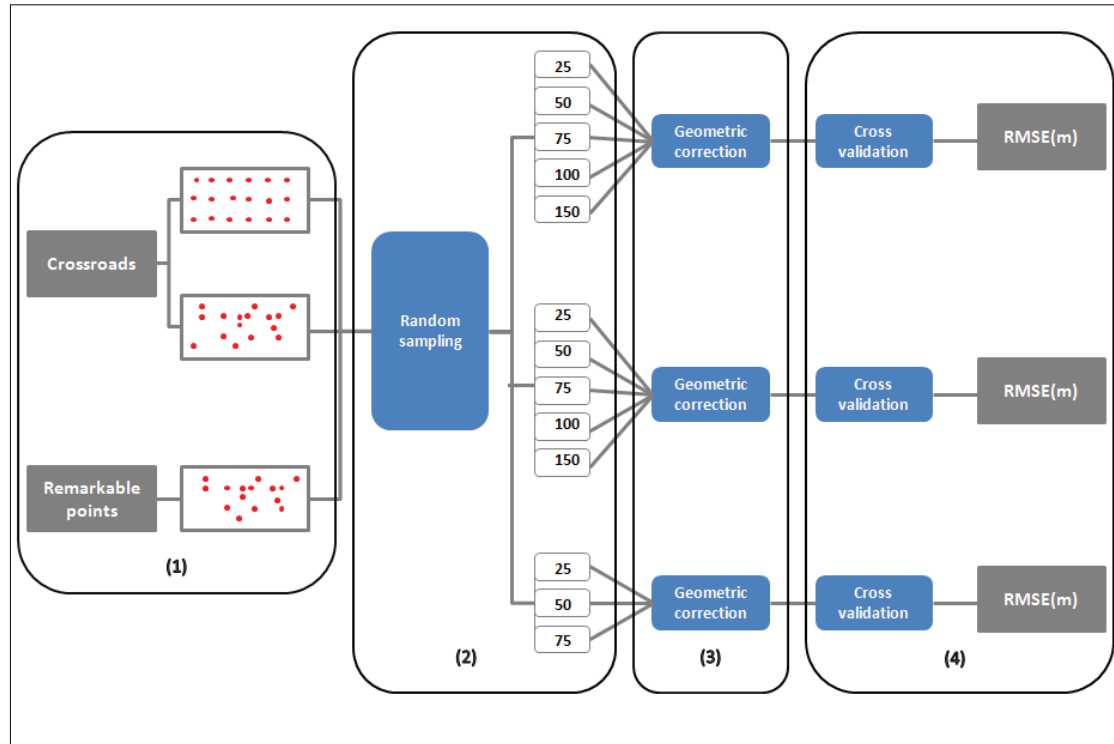 Crossroads
Remarkable
points
(1)
Random
sampling
25
50
75
100
150
25
50
75
100
150
25
50
75
(2)
Geometric
correction
Geometric
correction
Geometric
correction
(3)
Cross
validation
RMSE(m)
Cross
validation
RMSE(m)
Cross
validation
RMSE(m)
(4)